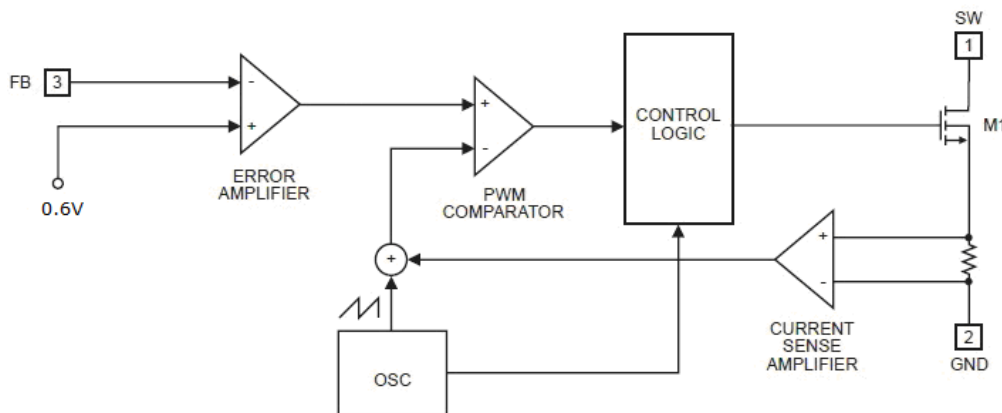 SW
1
FB 3
-
+
CONTROL
LOGIC
M1
+
-
ERROR
AMPLIFIER
0.6V
PWM
COMPARATOR
+
+
-
CURRENT
SENSE
AMPLIFIER
2
GND
OSC